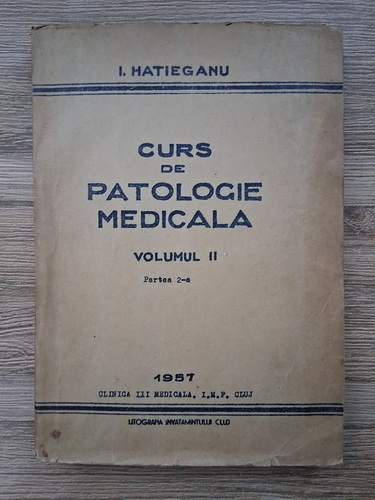 I. HATIEGANU
CURS
DE
PATOLOGIE
MEDICALA
VOLUMUL II
Partea 2-a
1957
CLINICA III MEDICALA, I.M.F. CLUJ
LITOGRAFIA INVATAMINTULUI CLUJ